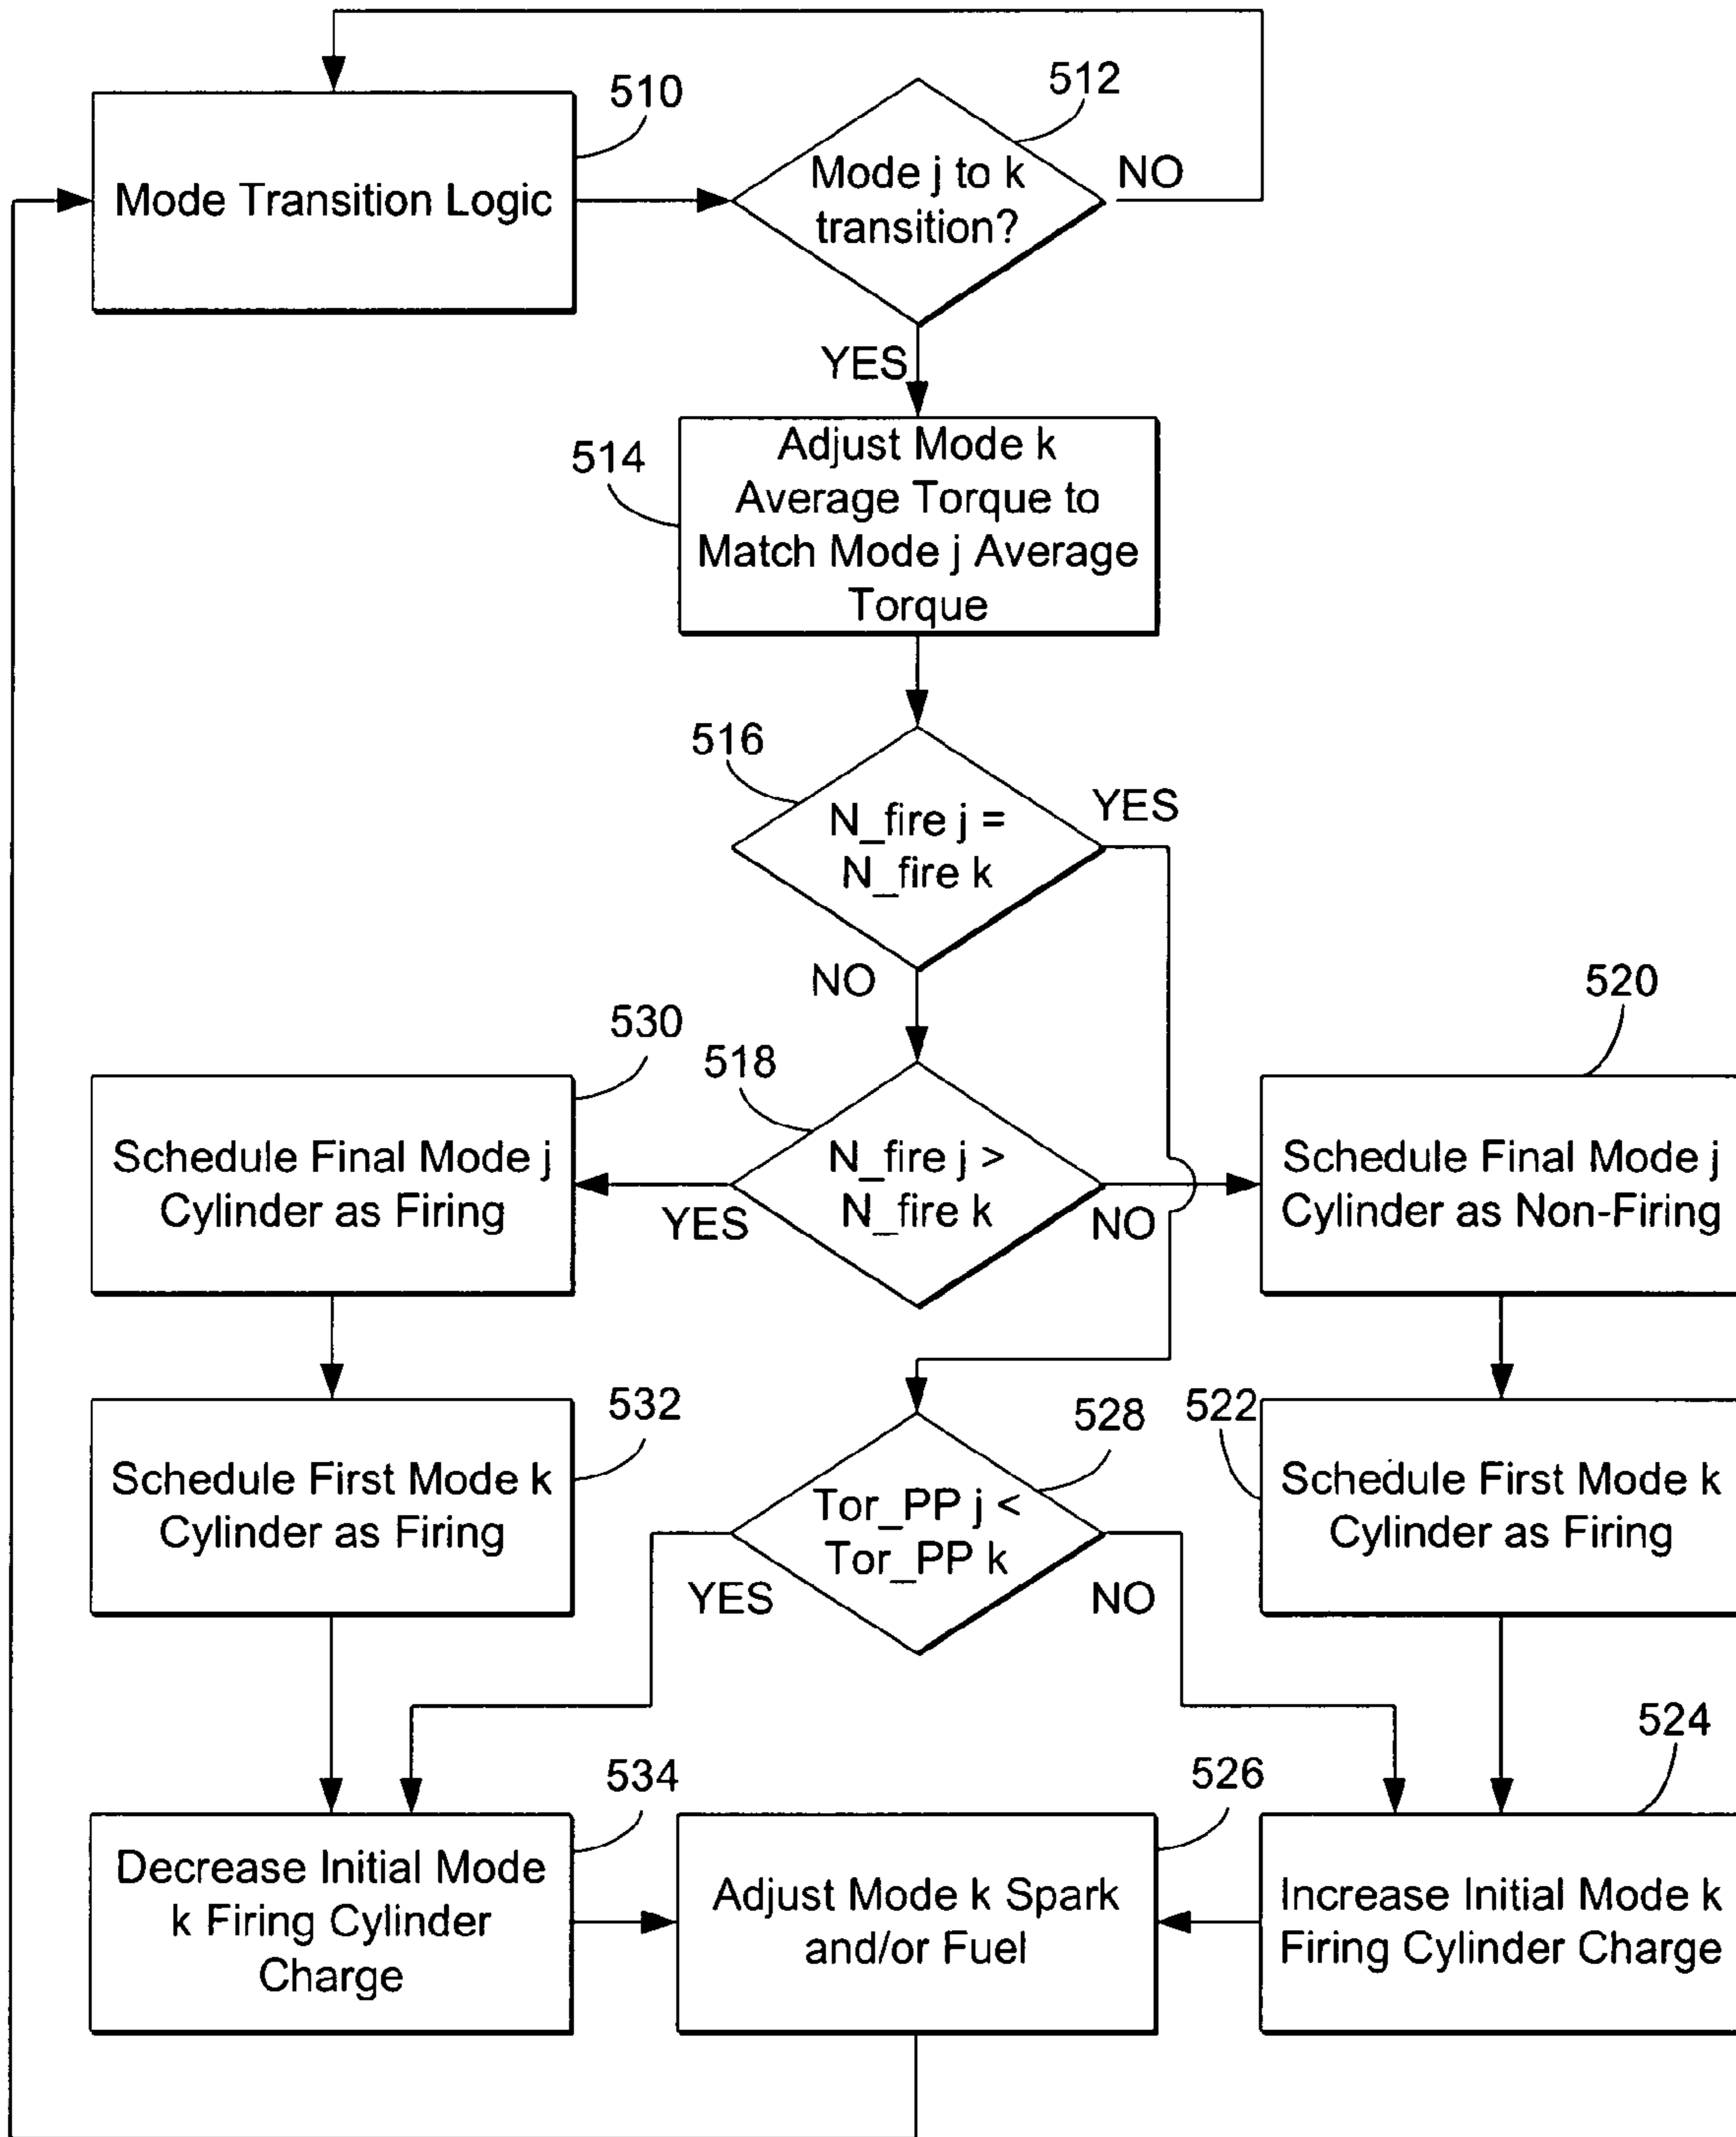 510
512
Mode Transition Logic
Mode j to k
transition?
NO
YES
514
Adjust Mode k
Average Torque to
Match Mode j Average
Torque
516
N_fire j =
N_fire k
YES
NO
520
530
518
Schedule Final Mode j
Cylinder as Firing
N_fire j >
N_fire k
YES
NO
Schedule Final Mode j
Cylinder as Non-Firing
532
528
522
Schedule First Mode k
Cylinder as Firing
Tor_PP j <
Tor_PP k
YES
NO
Schedule First Mode k
Cylinder as Firing
534
526
524
Decrease Initial Mode
k Firing Cylinder
Charge
Adjust Mode k Spark
and/or Fuel
Increase Initial Mode k
Firing Cylinder Charge